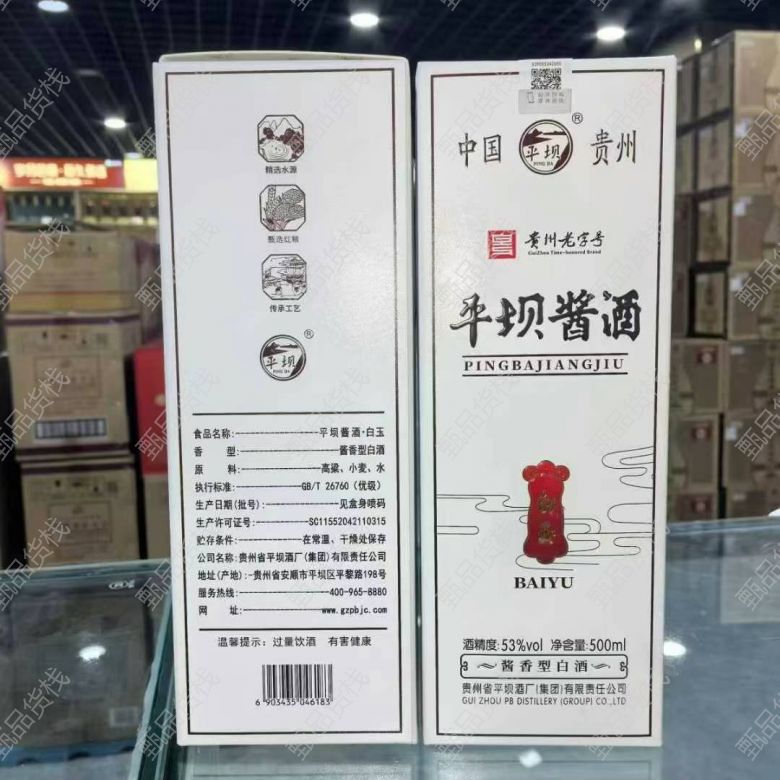 精选水源
甄选红粮
传承工艺
平坝
PING BA
®
食品名称:平坝酱酒·白玉
香型:酱香型白酒
原料:高粱、小麦、水
执行标准:GB/T 26760(优级)
生产日期(批号):见盒身喷码
生产许可证号:SC11552042110315
贮存条件:在常温、干燥处保存
公司名称:贵州省平坝酒厂(集团)有限责任公司
地址(产地):贵州省安顺市平坝区平黎路198号
服务热线:400-965-8880
网址:www.gzpbjc.com
温馨提示:过量饮酒 有害健康
6 903435 046183
中国 平坝 ® 贵州
PING BA
貴州老字号
GuiZhou Time-honored Brand
平坝酱酒
PINGBAJIANGJIU
BAIYU
酒精度:53%vol 净含量:500ml
酱香型白酒
贵州省平坝酒厂(集团)有限责任公司
GUI ZHOU PB DISTILLERY (GROUP) CO., LTD
甄品货栈